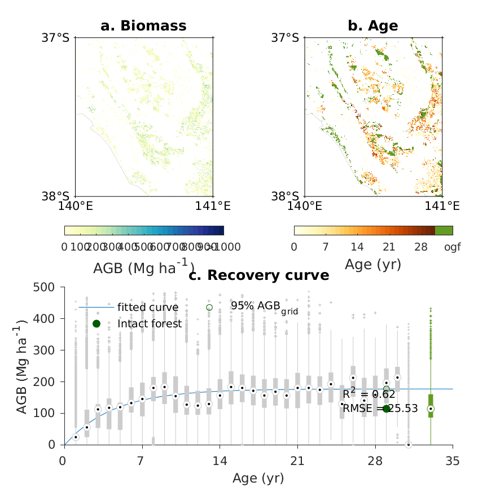 a. Biomass
b. Age
37°S
37°S
38°S
38°S
140°E
141°E
140°E
141°E
0 100 200 300 400 500 600 700 800 900 >1000
AGB (Mg ha-1)
0 7 14 21 28 ogf
Age (yr)
c. Recovery curve
500
400
300
200
100
0
AGB (Mg ha-1)
fitted curve
95% AGBgrid
Intact forest
R2 = 0.62
RMSE = 25.53
0 7 14 21 28 35
Age (yr)